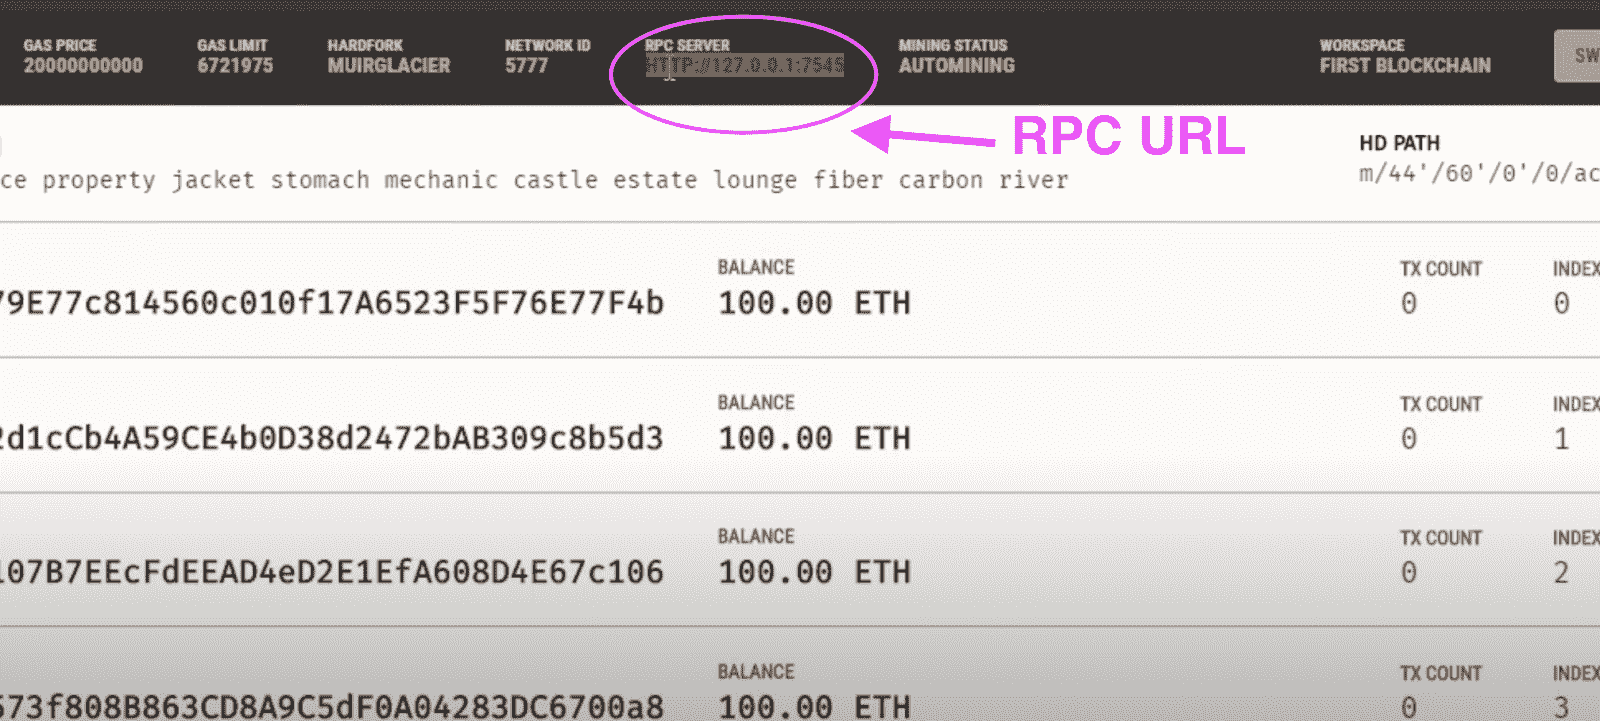 GAS PRICE GAS LIMIT HARDFORK NETWORK ID RPC SERVER MINING STATUS WORKSPACE
20000000000 6721975 MUIRGLACIER 5777 HTTP://127.0.0.1:7545 AUTOMINING FIRST BLOCKCHAIN SW
RPC URL
HD PATH
ce property jacket stomach mechanic castle estate lounge fiber carbon river m/44'/60'/0'/0/ac
BALANCE TX COUNT INDEX
79E77c814560c010f17A6523F5F76E77F4b 100.00 ETH 0 0
BALANCE TX COUNT INDEX
2d1cCb4A59CE4b0D38d2472bAB309c8b5d3 100.00 ETH 0 1
BALANCE TX COUNT INDEX
107B7EEcFdEEAD4eD2E1EfA608D4E67c106 100.00 ETH 0 2
BALANCE TX COUNT INDEX
573f808B863CD8A9C5dF0A04283DC6700a8 100.00 ETH 0 3